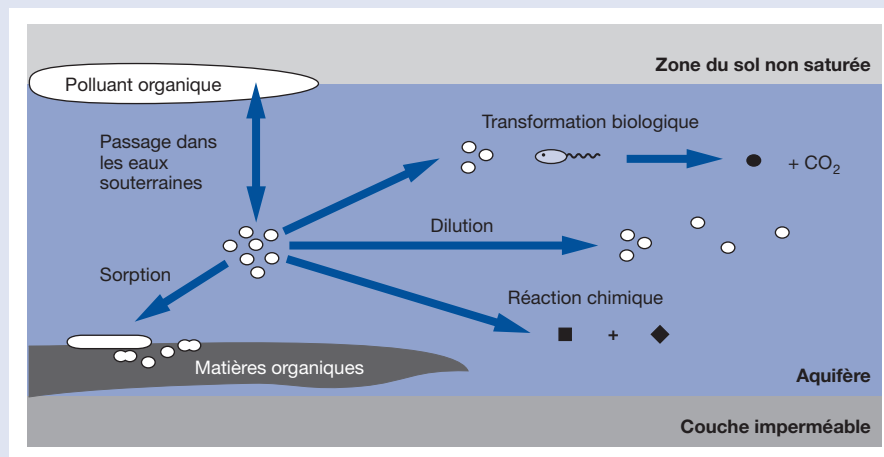 Zone du sol non saturée
Polluant organique
Passage dans
les eaux
souterraines
Transformation biologique
+ CO₂
Dilution
Sorption
Réaction chimique
+
Matières organiques
Aquifère
Couche imperméable